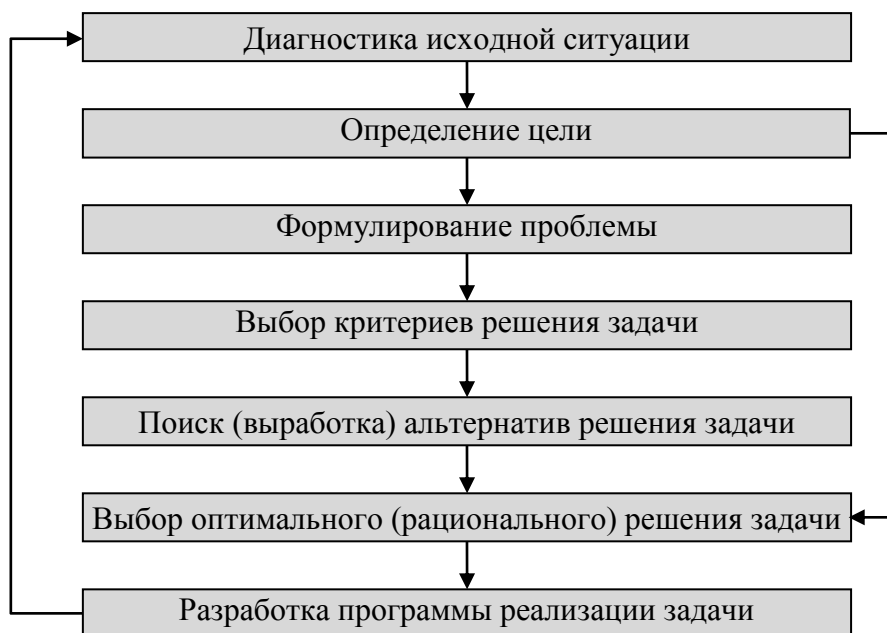 Диагностика исходной ситуации
Определение цели
Формулирование проблемы
Выбор критериев решения задачи
Поиск (выработка) альтернатив решения задачи
Выбор оптимального (рационального) решения задачи
Разработка программы реализации задачи